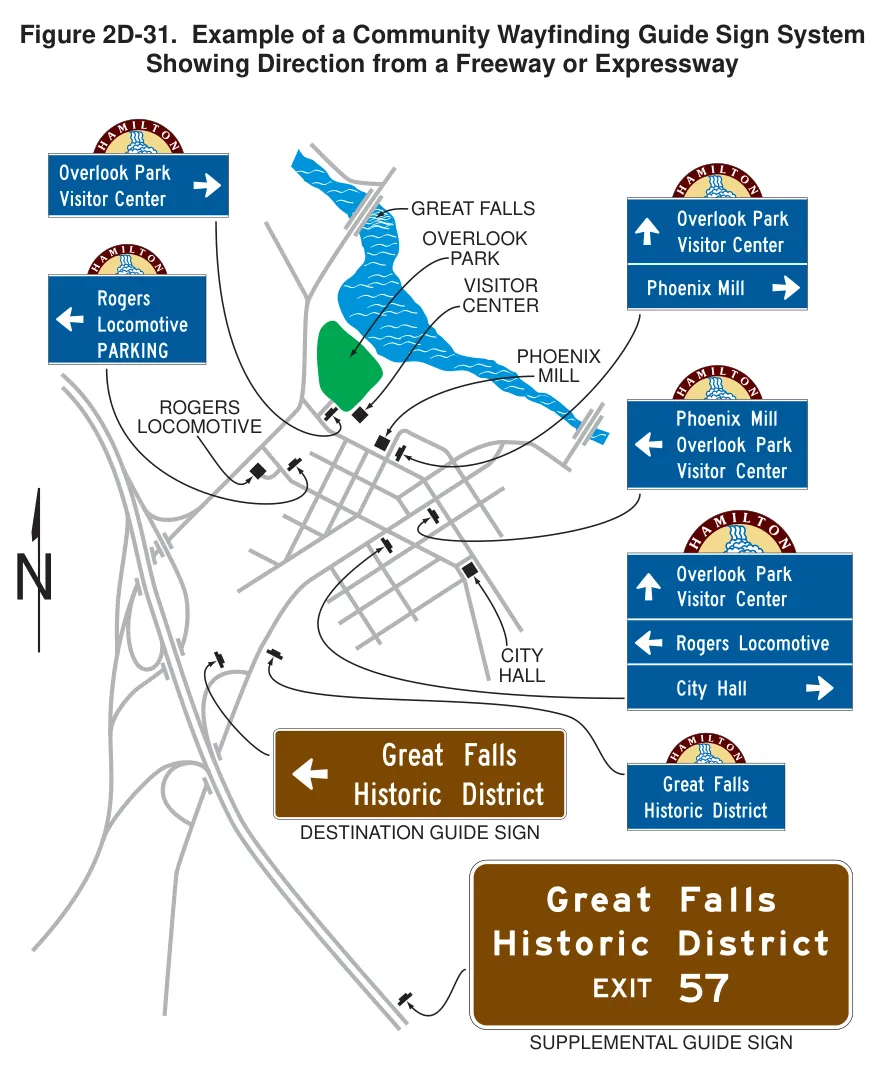 Figure 2D-31. Example of a Community Wayfinding Guide Sign System
Showing Direction from a Freeway or Expressway
HAMILTON
Overlook Park
Visitor Center
HAMILTON
Rogers
Locomotive
PARKING
GREAT FALLS
OVERLOOK
PARK
VISITOR
CENTER
PHOENIX
MILL
ROGERS
LOCOMOTIVE
HAMILTON
Overlook Park
Visitor Center
Phoenix Mill
HAMILTON
Phoenix Mill
Overlook Park
Visitor Center
HAMILTON
Overlook Park
Visitor Center
Rogers Locomotive
City Hall
N
CITY
HALL
HAMILTON
Great Falls
Historic District
Great Falls
Historic District
DESTINATION GUIDE SIGN
Great Falls
Historic District
EXIT 57
SUPPLEMENTAL GUIDE SIGN